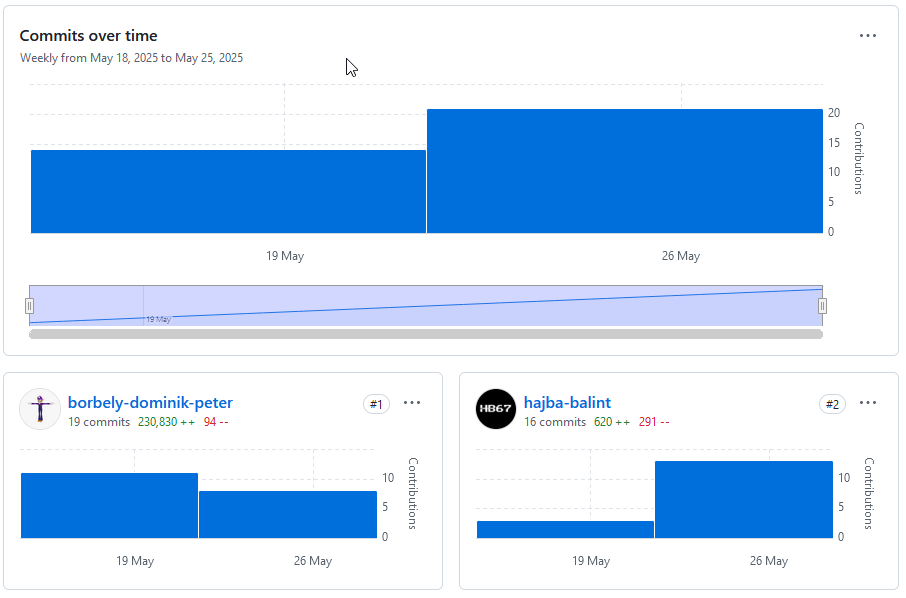 Commits over time
Weekly from May 18, 2025 to May 25, 2025
20
15
10
5
0
Contributions
19 May
26 May
19 May
borbely-dominik-peter
#1
19 commits 230,830 ++ 94 --
10
5
0
Contributions
19 May
26 May
HB67
hajba-balint
#2
16 commits 620 ++ 291 --
10
5
0
Contributions
19 May
26 May